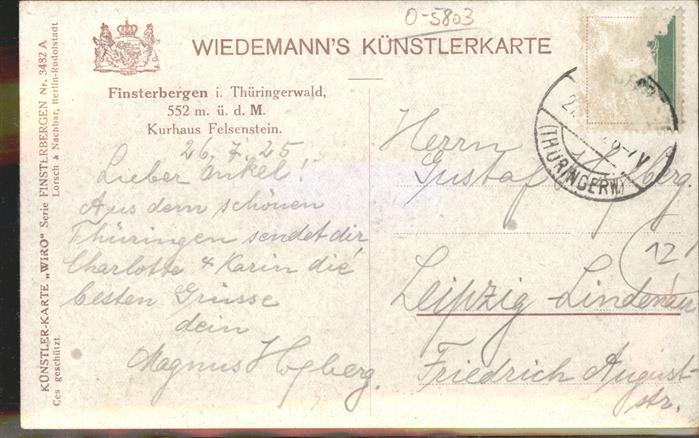 O-5803
WIEDEMANN'S KÜNSTLERKARTE
Finsterbergen i. Thüringerwald,
552 m. ü. d. M.
Kurhaus Felsenstein.
26.7.25
Lieber Onkel!
Aus dem schönen
Thüringen sendet dir
Charlotte & Karin die
besten Grüsse
dein
Magnus Högberg.
Herrn
Gustaf Högberg
Leipzig-Lindenau
Friedrich August-
str.
12
(THÜRINGERW)
KÜNSTLER-KARTE „WIRO" Serie FINSTERBERGEN Nr. 3482 A
Ges geschützt. Lorsch & Nachbar, Berlin-Rudolstadt